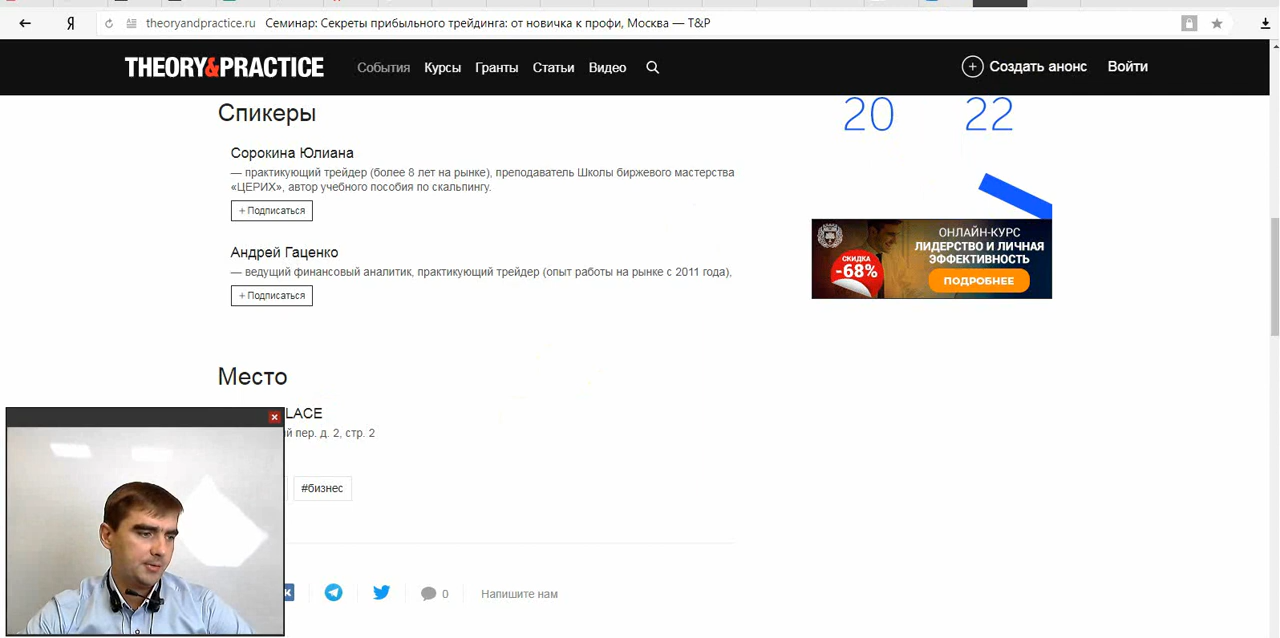 Я
theoryandpractice.ru Семинар: Секреты прибыльного трейдинга: от новичка к профи, Москва — T&P
THEORY&PRACTICE
События Курсы Гранты Статьи Видео
+ Создать анонс Войти
Спикеры
Сорокина Юлиана
— практикующий трейдер (более 8 лет на рынке), преподаватель Школы биржевого мастерства
«ЦЕРИХ», автор учебного пособия по скальпингу.
+ Подписаться
Андрей Гаценко
— ведущий финансовый аналитик, практикующий трейдер (опыт работы на рынке с 2011 года),
+ Подписаться
20 22
ОНЛАЙН-КУРС
ЛИДЕРСТВО И ЛИЧНАЯ
ЭФФЕКТИВНОСТЬ
СКИДКА
-68%
ПОДРОБНЕЕ
Место
LACE
й пер. д. 2, стр. 2
#бизнес
0
Напишите нам